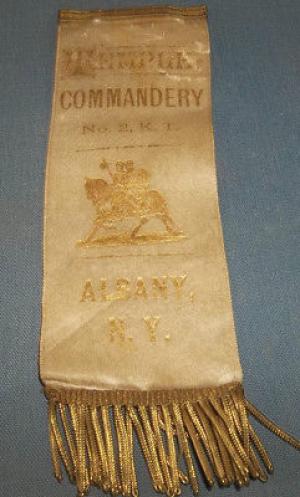 TEMPLE
COMMANDERY
No. 2, K. T.
ALBANY,
N. Y.